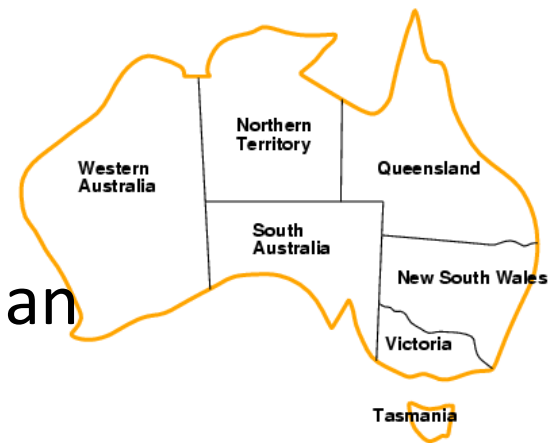 Northern
Territory
Western
Australia
Queensland
South
Australia
New South Wales
an
Victoria
Tasmania